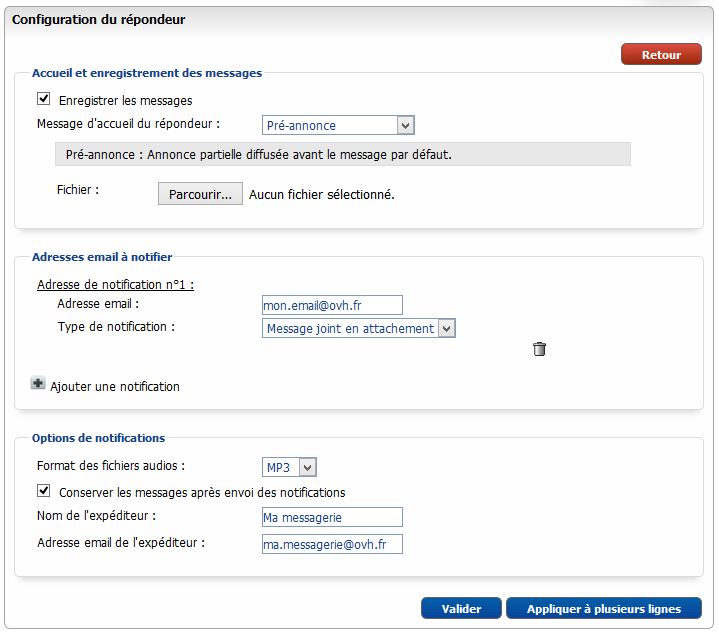 Configuration du répondeur
Retour
Accueil et enregistrement des messages
Enregistrer les messages
Message d'accueil du répondeur : Pré-annonce
Pré-annonce : Annonce partielle diffusée avant le message par défaut.
Fichier : Parcourir... Aucun fichier sélectionné.
Adresses email à notifier
Adresse de notification n°1 :
Adresse email : mon.email@ovh.fr
Type de notification : Message joint en attachement
Ajouter une notification
Options de notifications
Format des fichiers audios : MP3
Conserver les messages après envoi des notifications
Nom de l'expéditeur : Ma messagerie
Adresse email de l'expéditeur : ma.messagerie@ovh.fr
Valider Appliquer à plusieurs lignes